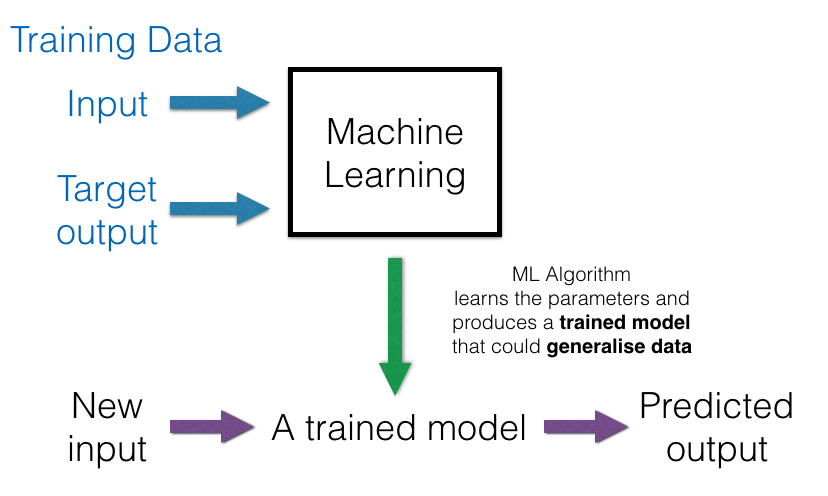 Training Data
Input
Target
output
Machine
Learning
ML Algorithm
learns the parameters and
produces a trained model
that could generalise data
New
input
A trained model
Predicted
output